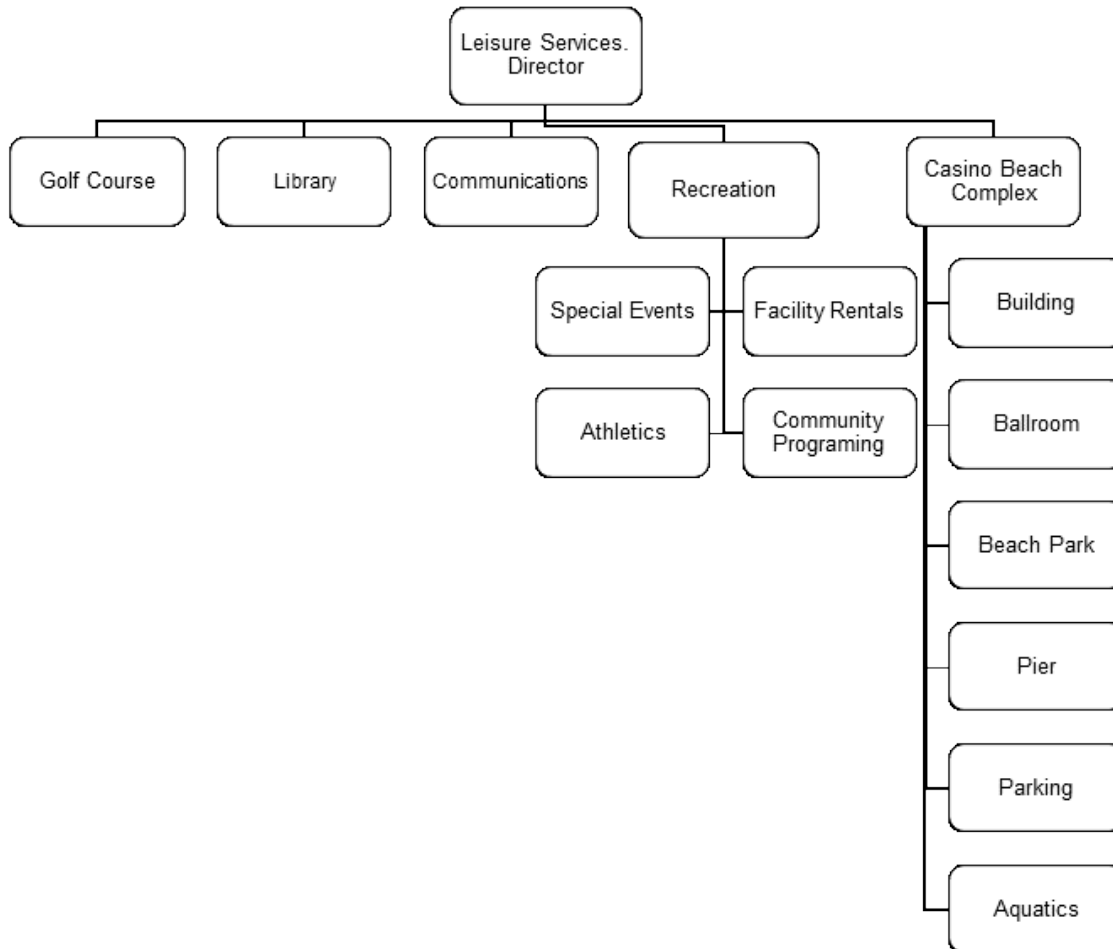 Leisure Services.
Director
Golf Course
Library
Communications
Recreation
Casino Beach
Complex
Special Events
Facility Rentals
Building
Athletics
Community
Programing
Ballroom
Beach Park
Pier
Parking
Aquatics